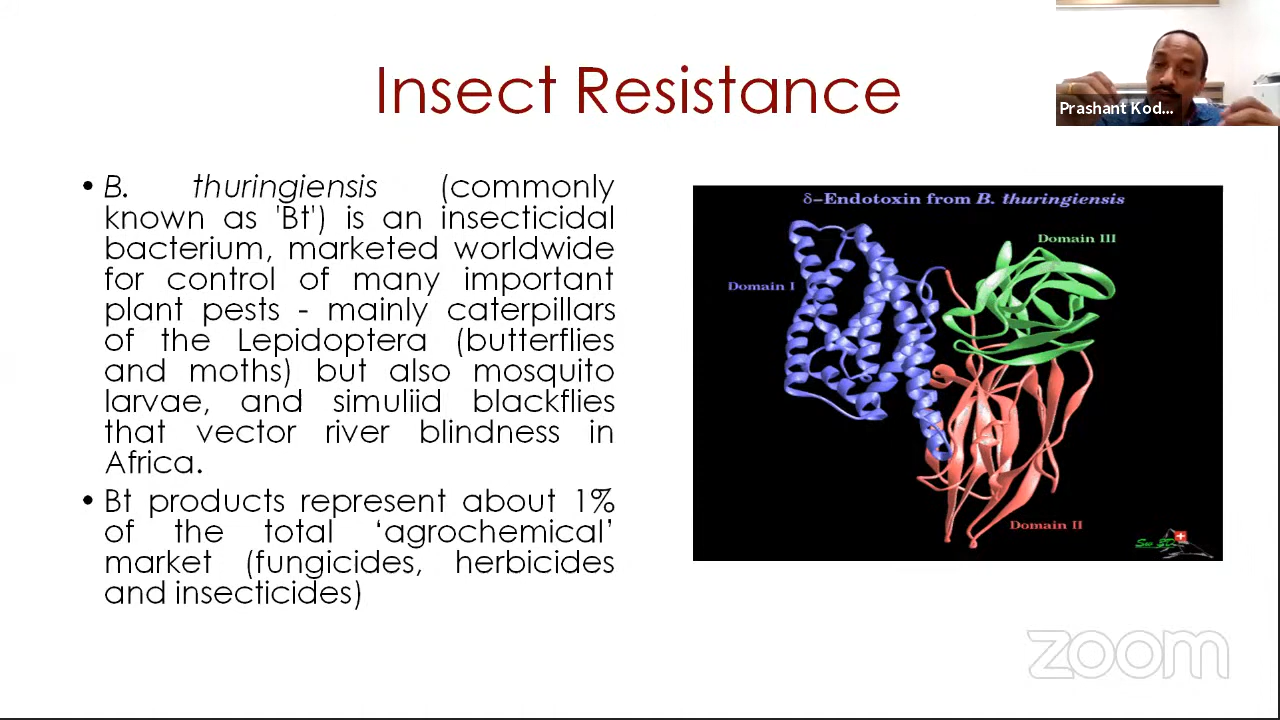 Insect Resistance
Prashant Kod...
• B. thuringiensis (commonly
known as 'Bt') is an insecticidal
bacterium, marketed worldwide
for control of many important
plant pests - mainly caterpillars
of the Lepidoptera (butterflies
and moths) but also mosquito
larvae, and simuliid blackflies
that vector river blindness in
Africa.
• Bt products represent about 1%
of the total ‘agrochemical’
market (fungicides, herbicides
and insecticides)
δ-Endotoxin from B. thuringiensis
Domain III
Domain I
Domain II
zoom